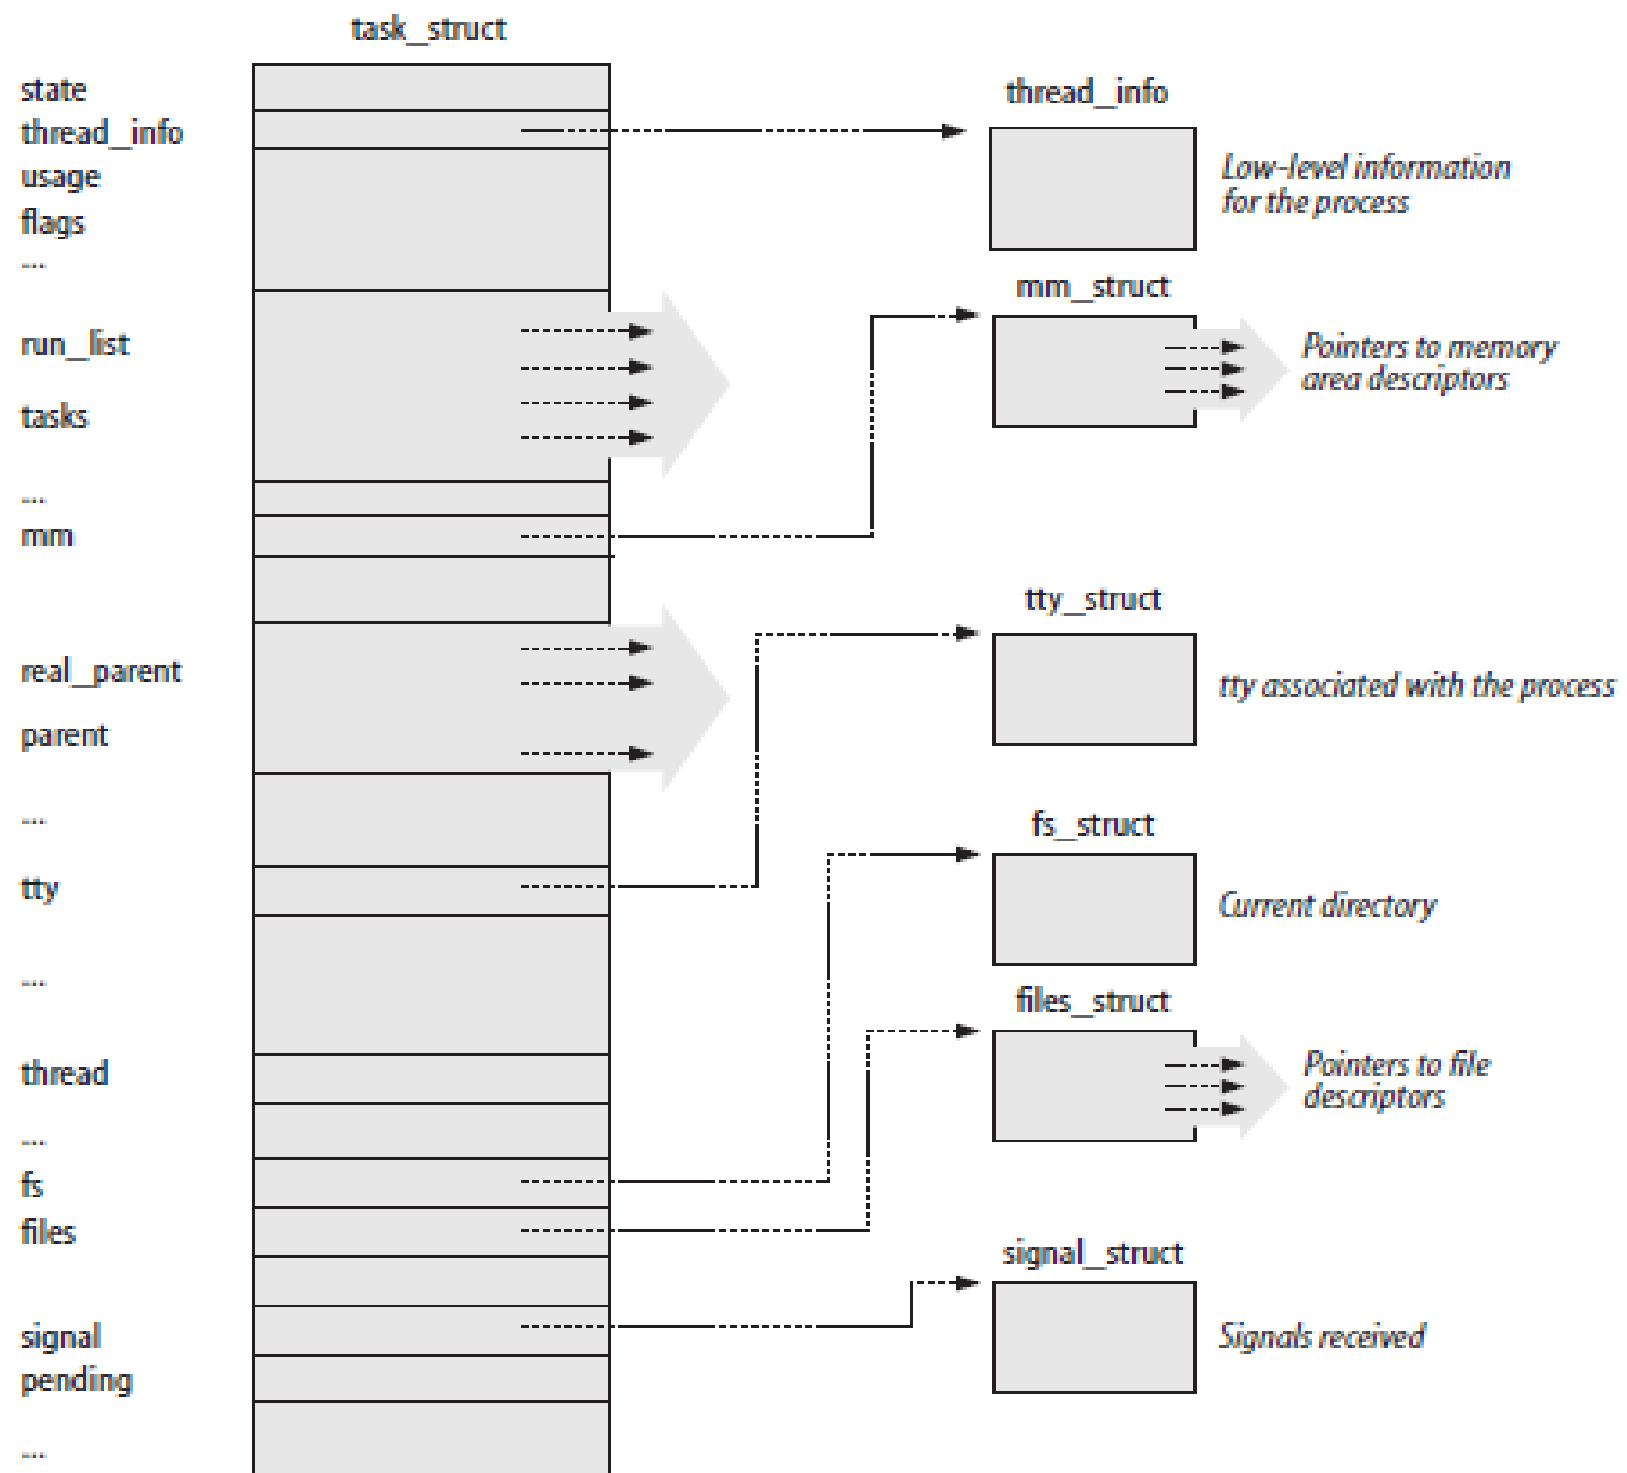 task_struct
state
thread_info
usage
flags
...
run_list
tasks
...
mm
real_parent
parent
...
tty
...
thread
...
fs
files
signal
pending
...
thread_info
Low-level information
for the process
mm_struct
Pointers to memory
area descriptors
tty_struct
tty associated with the process
fs_struct
Current directory
files_struct
Pointers to file
descriptors
signal_struct
Signals received